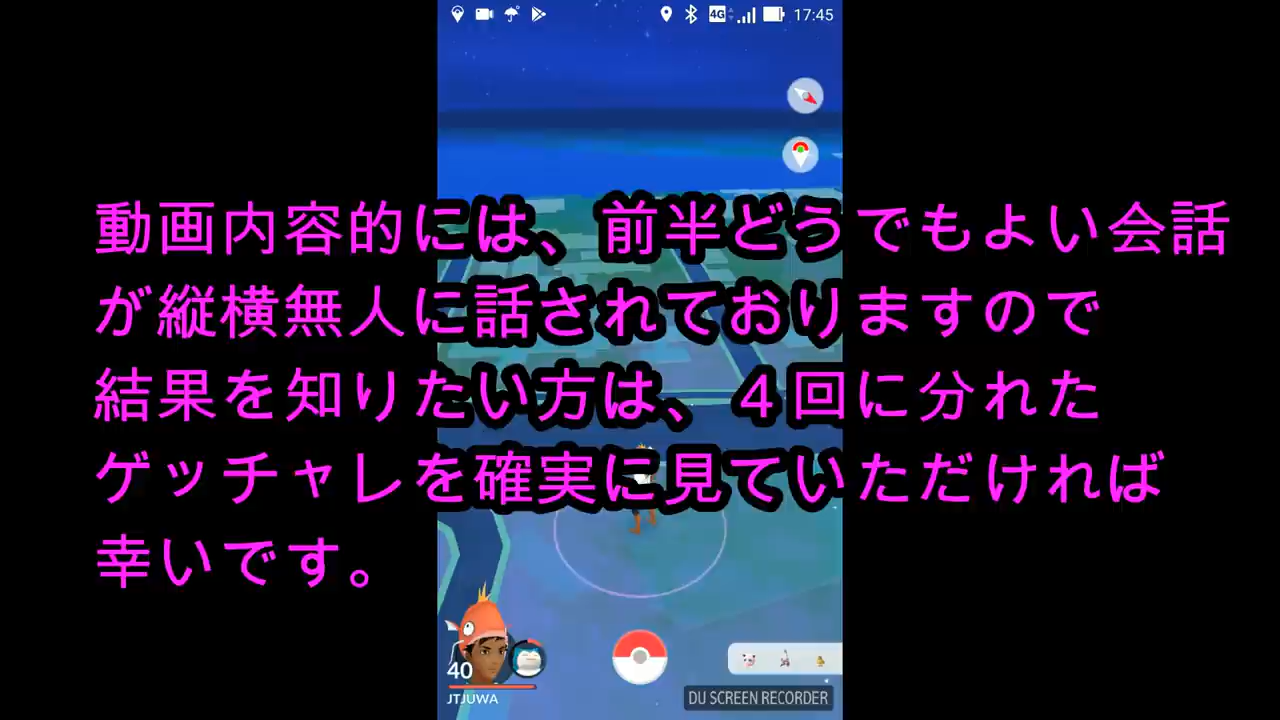 4G
17:45
動画内容的には、前半どうでもよい会話
が縦横無人に話されておりますので
結果を知りたい方は、４回に分れた
ゲッチャレを確実に見ていただければ
幸いです。
40
JTJUWA
DU SCREEN RECORDER